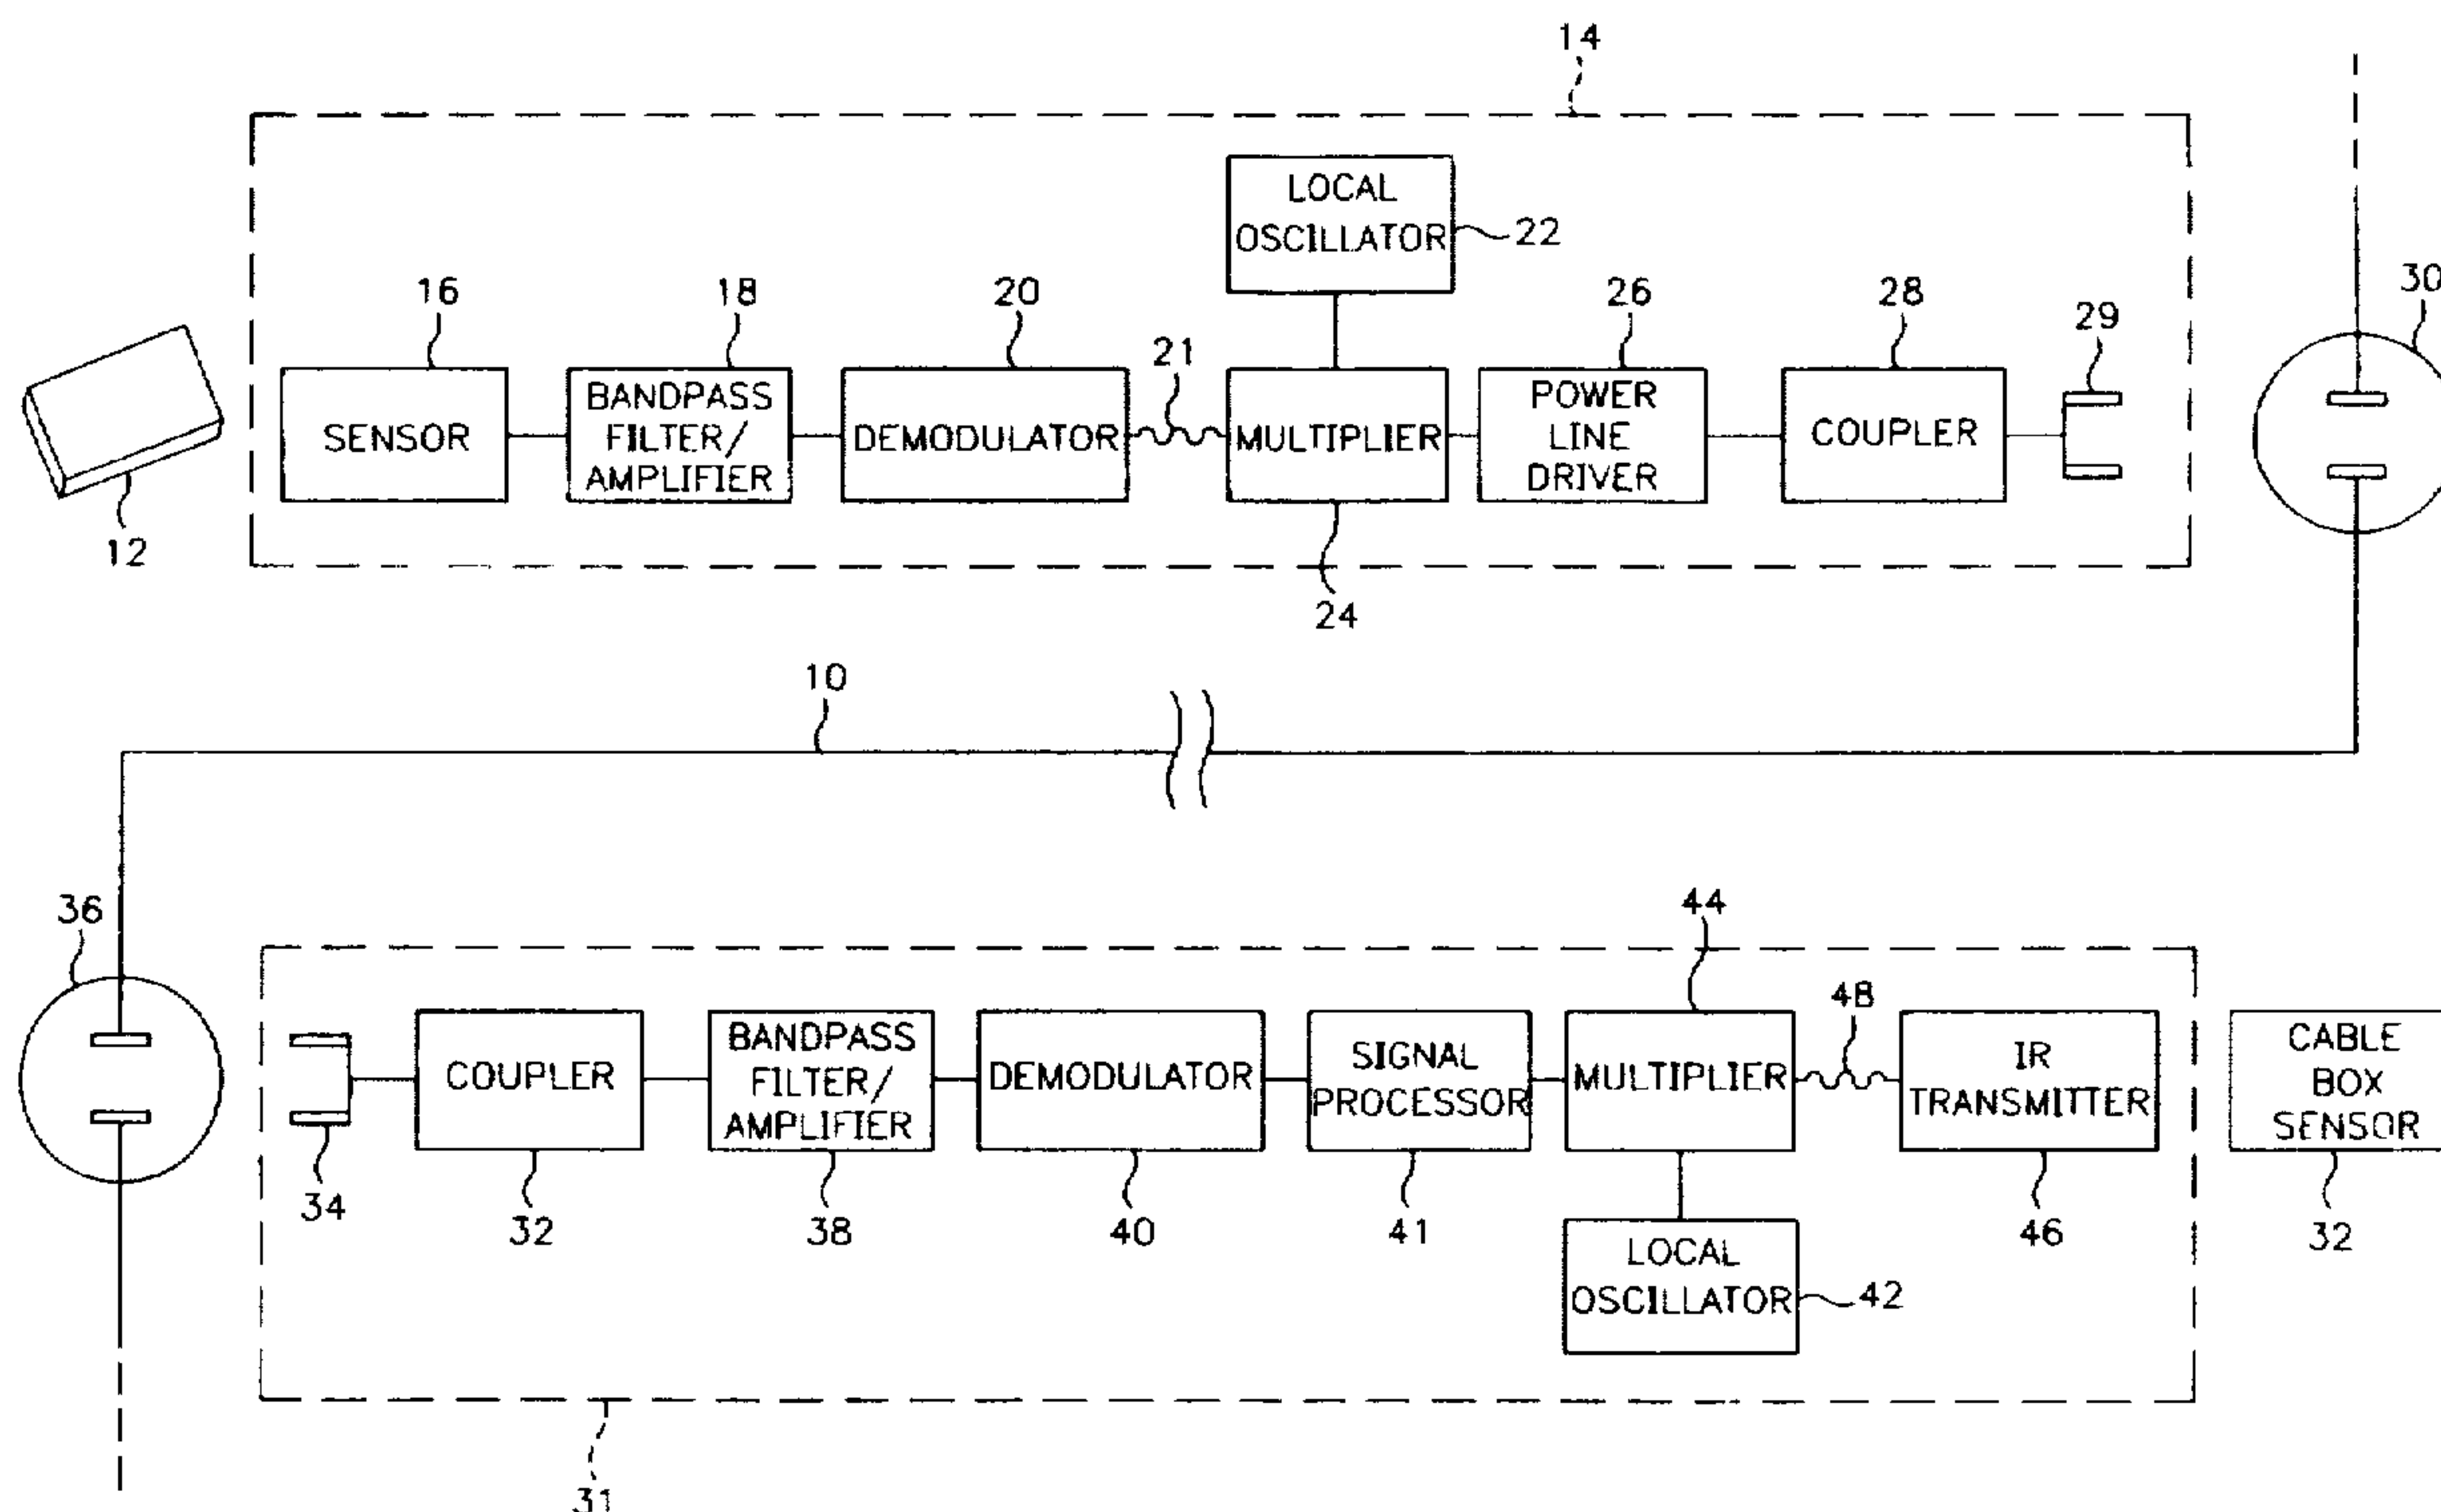 14
LOCAL
OSCILLATOR
22
16
18
20
21
26
28
29
30
SENSOR
BANDPASS
FILTER/
AMPLIFIER
DEMODULATOR
MULTIPLIER
POWER
LINE
DRIVER
COUPLER
12
24
10
36
44
48
COUPLER
BANDPASS
FILTER/
AMPLIFIER
DEMODULATOR
SIGNAL
PROCESSOR
MULTIPLIER
IR
TRANSMITTER
CABLE
BOX
SENSOR
34
32
38
40
41
46
32
LOCAL
OSCILLATOR
42
31